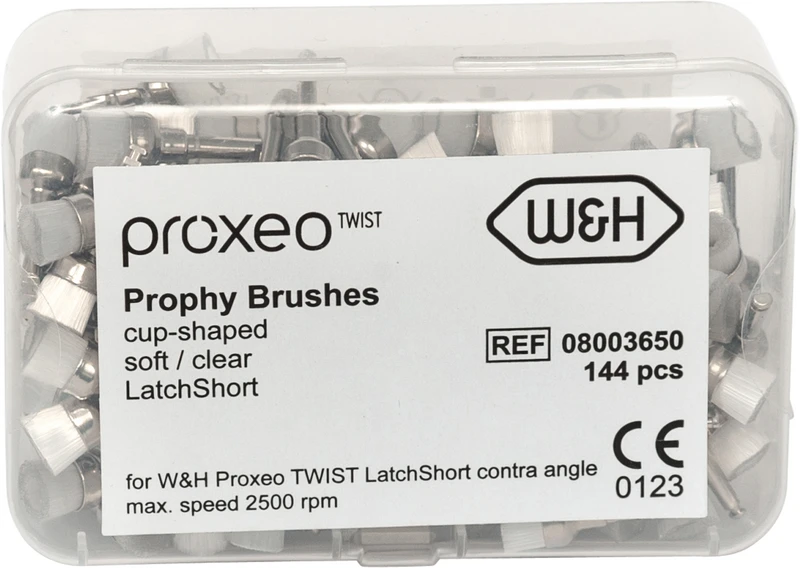 proxeo TWIST
W&H
Prophy Brushes
cup-shaped
soft / clear
LatchShort
REF 08003650
144 pcs
for W&H Proxeo TWIST LatchShort contra angle
max. speed 2500 rpm
CE
0123